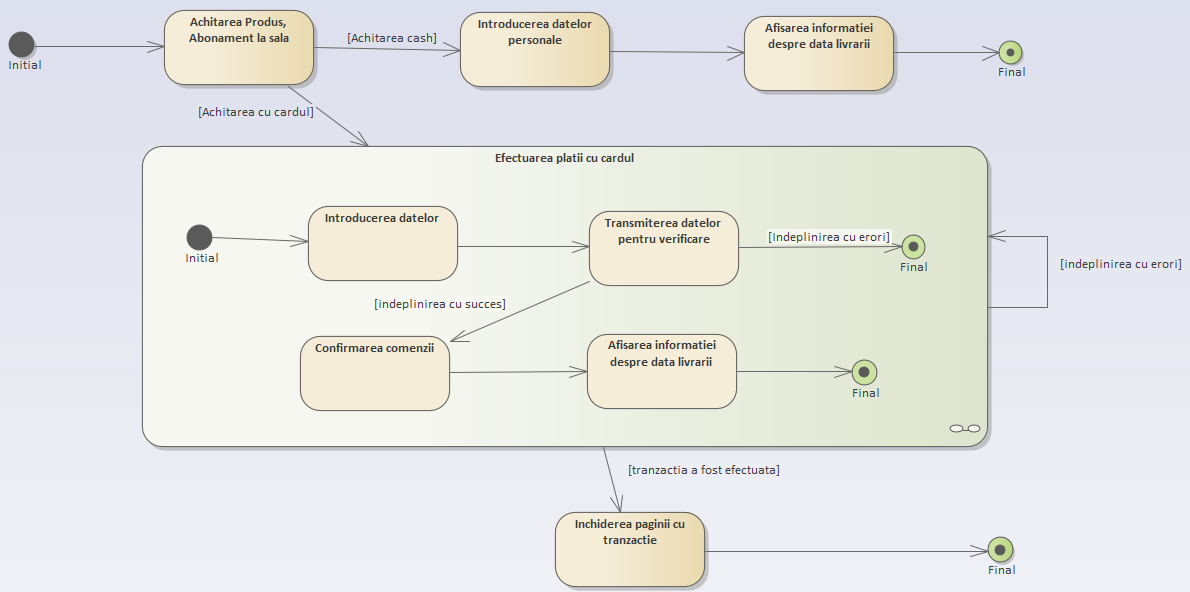 Initial
Achitarea Produs,
Abonament la sala
[Achitarea cash]
Introducerea datelor
personale
Afisarea informatiei
despre data livrarii
Final
[Achitarea cu cardul]
Efectuarea platii cu cardul
Initial
Introducerea datelor
Transmiterea datelor
pentru verificare
[Indeplinirea cu erori]
Final
[indeplinirea cu erori]
[indeplinirea cu succes]
Confirmarea comenzii
Afisarea informatiei
despre data livrarii
Final
[tranzactia a fost efectuata]
Inchiderea paginii cu
tranzactie
Final